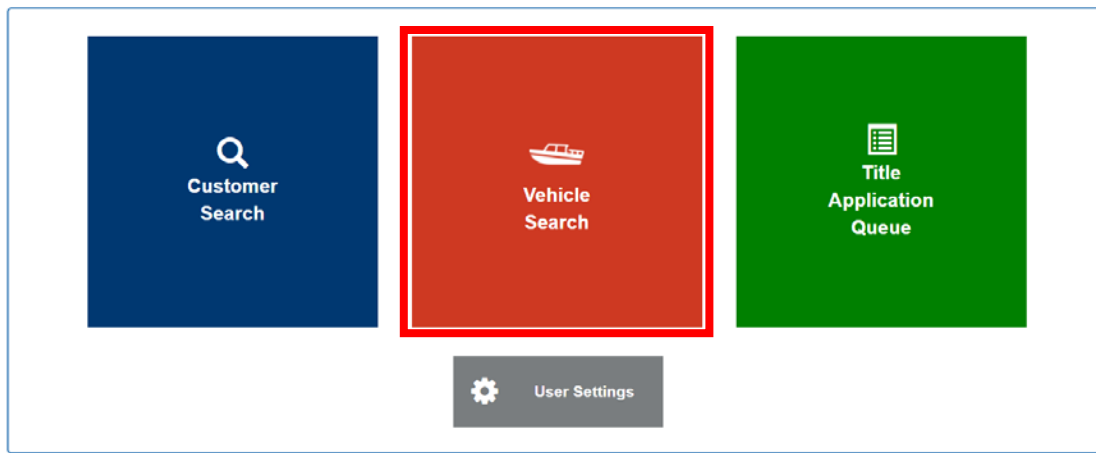 Customer
Search
Vehicle
Search
Title
Application
Queue
User Settings